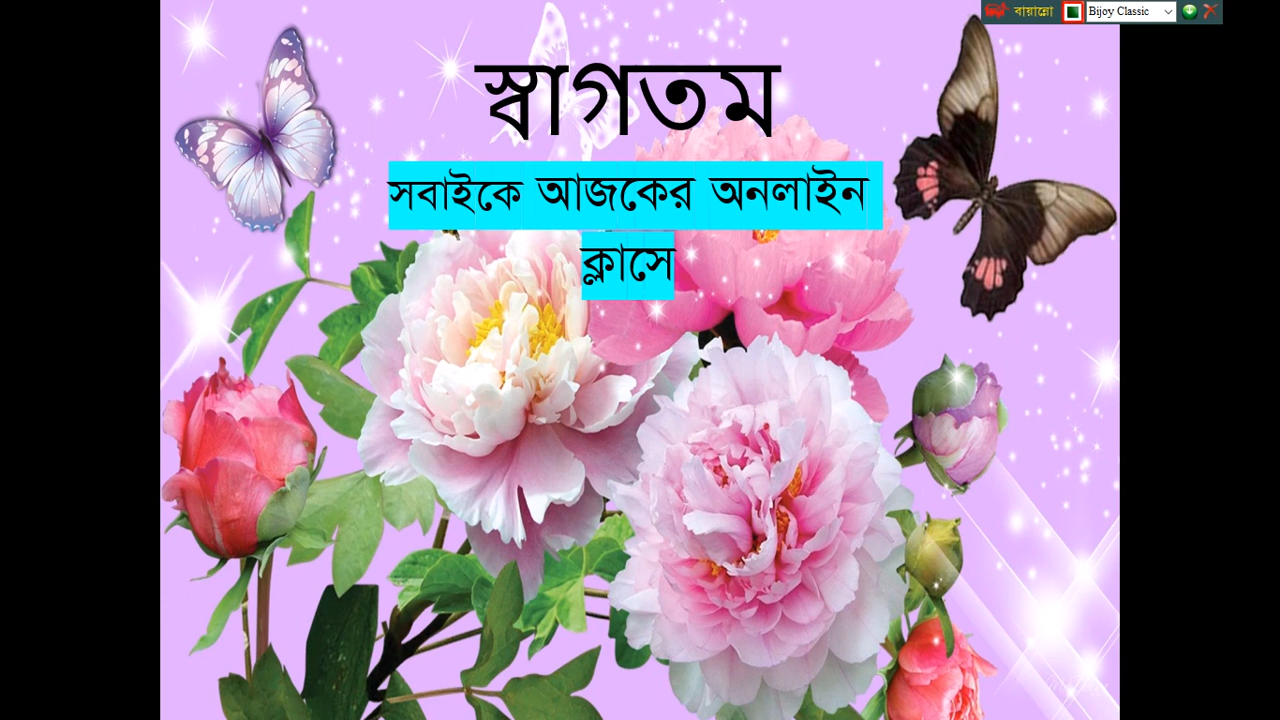 বায়ান্নো Bijoy Classic
স্বাগতম
সবাইকে আজকের অনলাইন
ক্লাসে